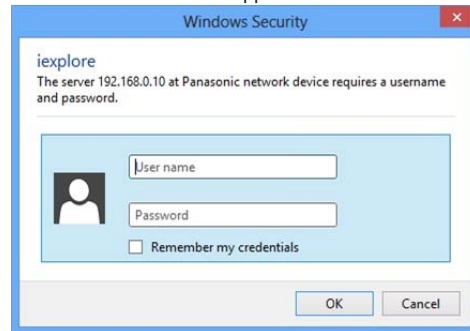 Windows Security
iexplore
The server 192.168.0.10 at Panasonic network device requires a username
and password.
User name
Password
Remember my credentials
OK
Cancel